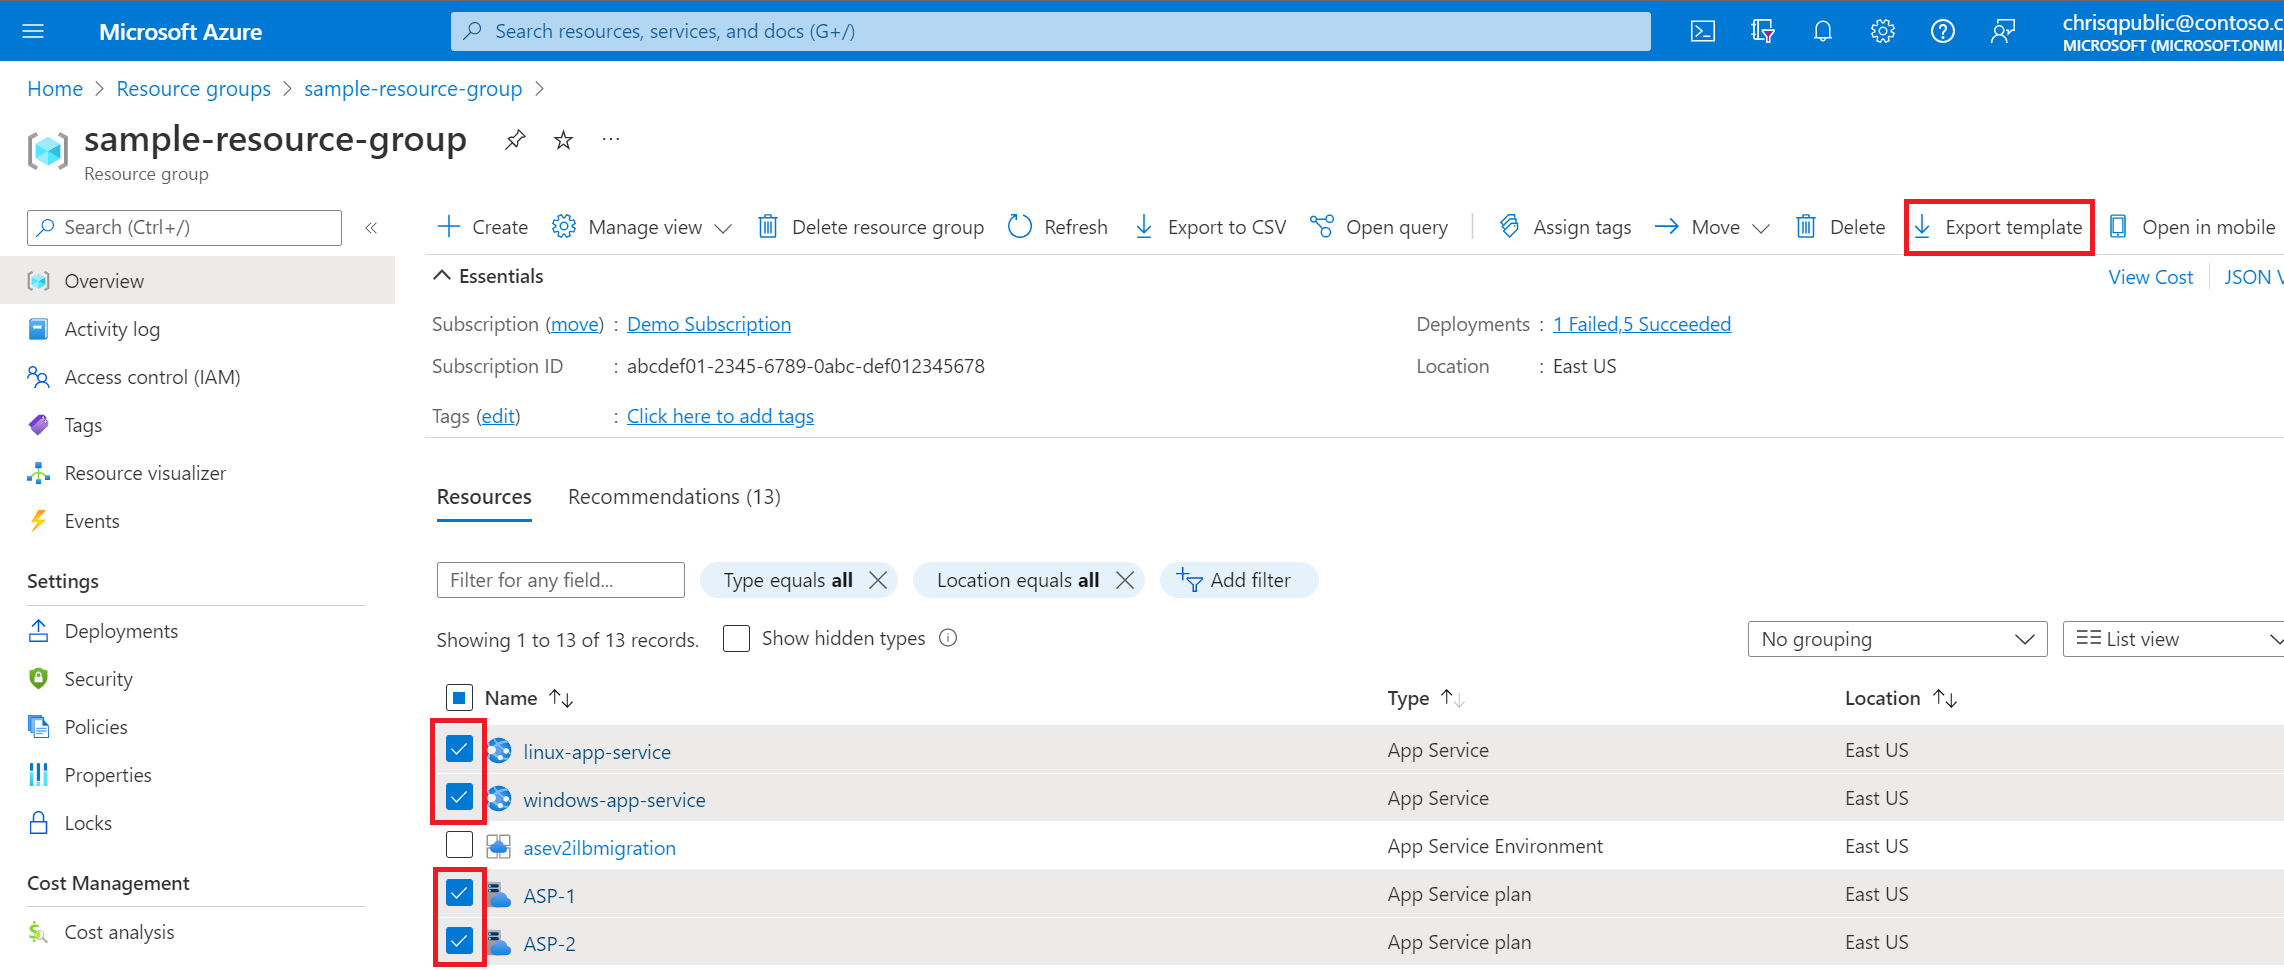 Microsoft Azure
Search resources, services, and docs (G+/)
chrisqpublic@contoso.c
MICROSOFT (MICROSOFT.ONMI
Home > Resource groups > sample-resource-group >
sample-resource-group
...
Resource group
Search (Ctrl+/)
«
Create
Manage view
Delete resource group
Refresh
Export to CSV
Open query
Assign tags
Move
Delete
Export template
Open in mobile
Overview
Activity log
Access control (IAM)
Tags
Resource visualizer
Events
Settings
Deployments
Security
Policies
Properties
Locks
Cost Management
Cost analysis
Essentials
View Cost
JSON V
Subscription (move) : Demo Subscription
Deployments : 1 Failed,5 Succeeded
Subscription ID : abcdef01-2345-6789-0abc-def012345678
Location : East US
Tags (edit) : Click here to add tags
Resources
Recommendations (13)
Filter for any field...
Type equals all
Location equals all
Add filter
Showing 1 to 13 of 13 records.
Show hidden types
No grouping
List view
Name Type Location
linux-app-service App Service East US
windows-app-service App Service East US
asev2ilbmigration App Service Environment East US
ASP-1 App Service plan East US
ASP-2 App Service plan East US